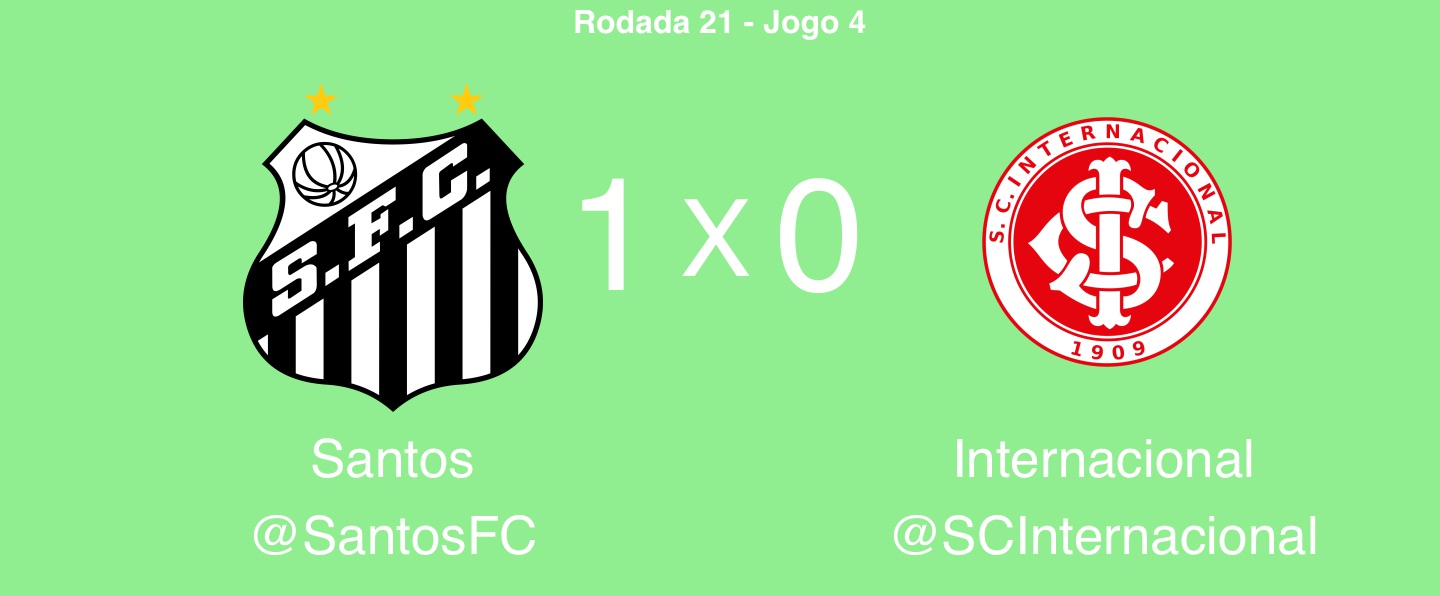 Rodada 21 - Jogo 4
S.F.C.
1 x 0
S.C.INTERNACIONAL
1909
Santos
Internacional
@SantosFC
@SCInternacional